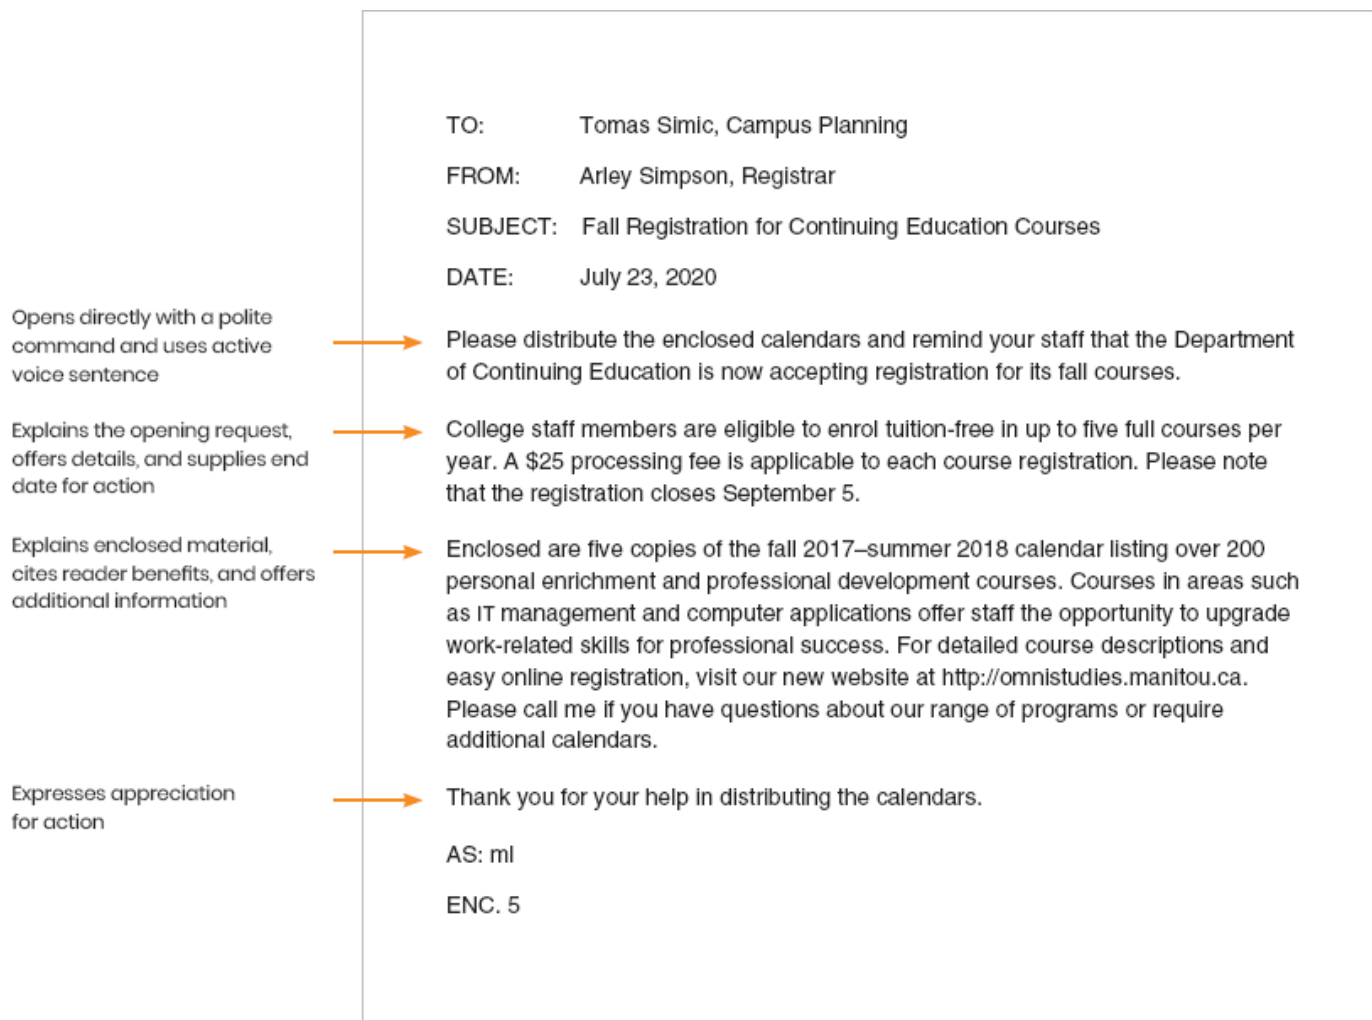 TO: Tomas Simic, Campus Planning
FROM: Arley Simpson, Registrar
SUBJECT: Fall Registration for Continuing Education Courses
DATE: July 23, 2020
Opens directly with a polite
command and uses active
voice sentence
Please distribute the enclosed calendars and remind your staff that the Department
of Continuing Education is now accepting registration for its fall courses.
Explains the opening request,
offers details, and supplies end
date for action
College staff members are eligible to enrol tuition-free in up to five full courses per
year. A $25 processing fee is applicable to each course registration. Please note
that the registration closes September 5.
Explains enclosed material,
cites reader benefits, and offers
additional information
Enclosed are five copies of the fall 2017–summer 2018 calendar listing over 200
personal enrichment and professional development courses. Courses in areas such
as IT management and computer applications offer staff the opportunity to upgrade
work-related skills for professional success. For detailed course descriptions and
easy online registration, visit our new website at http://omnistudies.manitou.ca.
Please call me if you have questions about our range of programs or require
additional calendars.
Expresses appreciation
for action
Thank you for your help in distributing the calendars.
AS: ml
ENC. 5